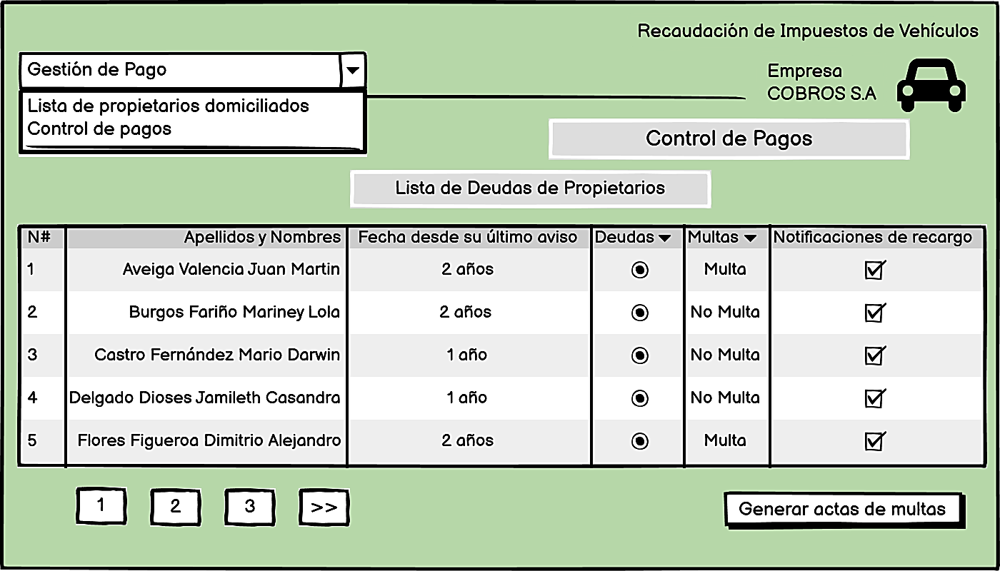 Recaudación de Impuestos de Vehículos
Gestión de Pago
Empresa
COBROS S.A
Lista de propietarios domiciliados
Control de pagos
Control de Pagos
Lista de Deudas de Propietarios
N# Apellidos y Nombres Fecha desde su último aviso Deudas Multas Notificaciones de recargo
1 Aveiga Valencia Juan Martin 2 años Multa
2 Burgos Fariño Mariney Lola 2 años No Multa
3 Castro Fernández Mario Darwin 1 año No Multa
4 Delgado Dioses Jamileth Casandra 1 año No Multa
5 Flores Figueroa Dimitrio Alejandro 2 años Multa
1 2 3 >>
Generar actas de multas